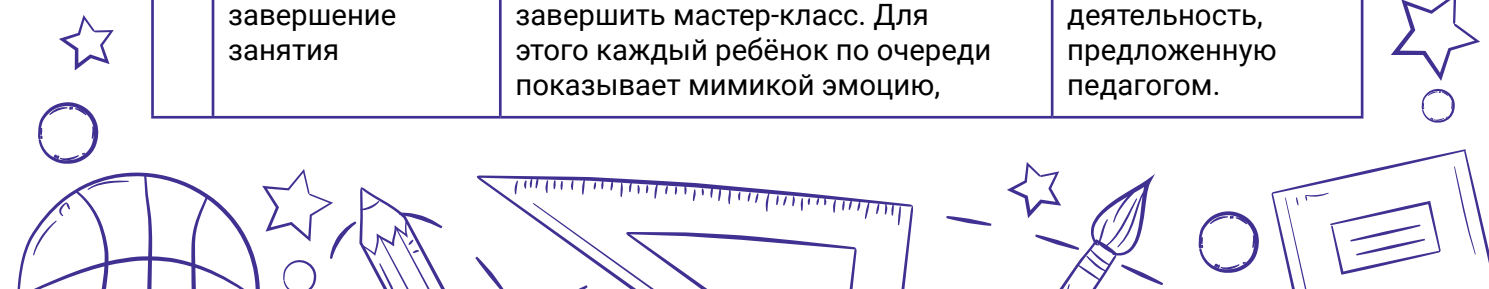 завершение
занятия
завершить мастер-класс. Для
этого каждый ребёнок по очереди
показывает мимикой эмоцию,
деятельность,
предложенную
педагогом.